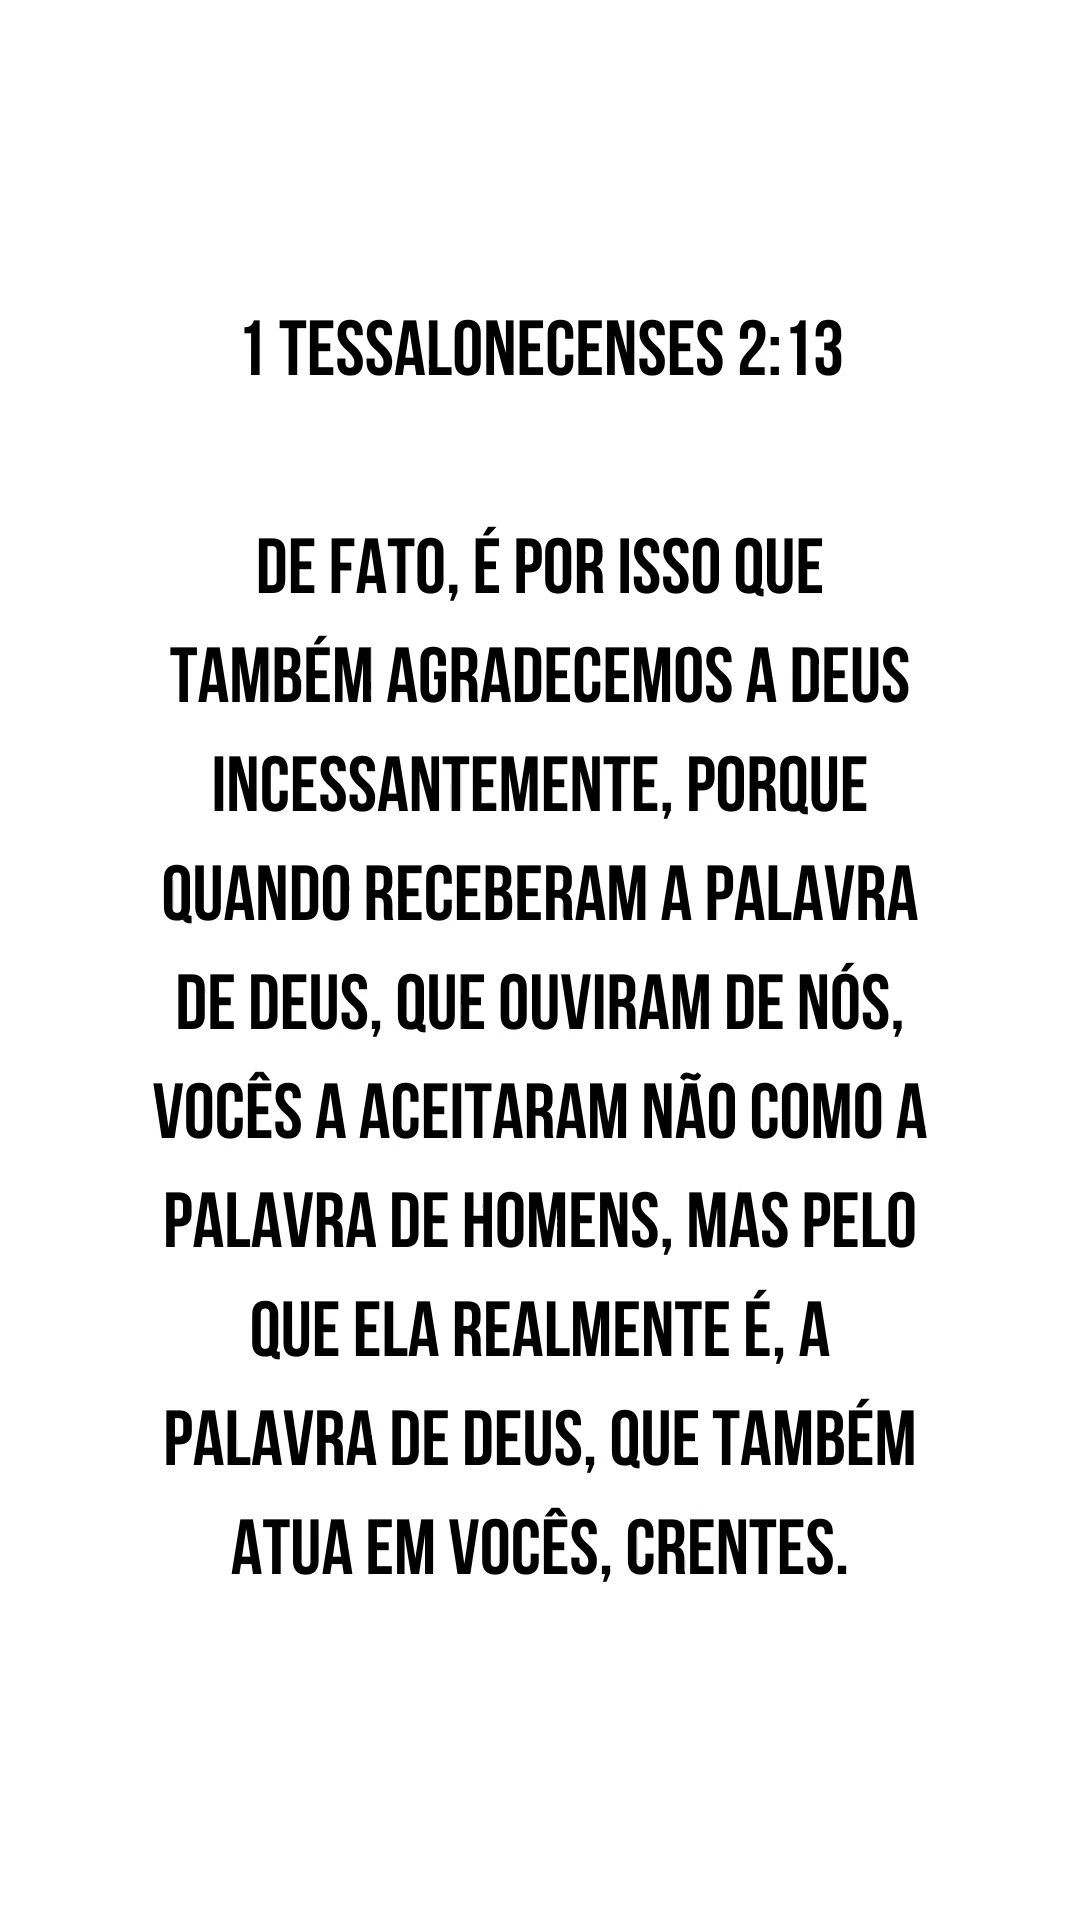 1 TESSALONECENSES 2:13
DE FATO, É POR ISSO QUE
TAMBÉM AGRADECEMOS A DEUS
INCESSANTEMENTE, PORQUE
QUANDO RECEBERAM A PALAVRA
DE DEUS, QUE OUVIRAM DE NÓS,
VOCÊS A ACEITARAM NÃO COMO A
PALAVRA DE HOMENS, MAS PELO
QUE ELA REALMENTE É, A
PALAVRA DE DEUS, QUE TAMBÉM
ATUA EM VOCÊS, CRENTES.